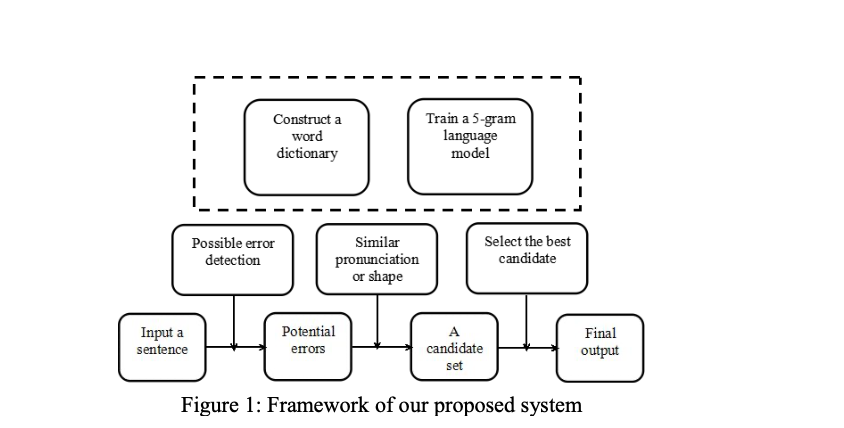 Construct a
word
dictionary
Train a 5-gram
language
model
Possible error
detection
Similar
pronunciation
or shape
Select the best
candidate
Input a
sentence
Potential
errors
A
candidate
set
Final
output
Figure 1: Framework of our proposed system